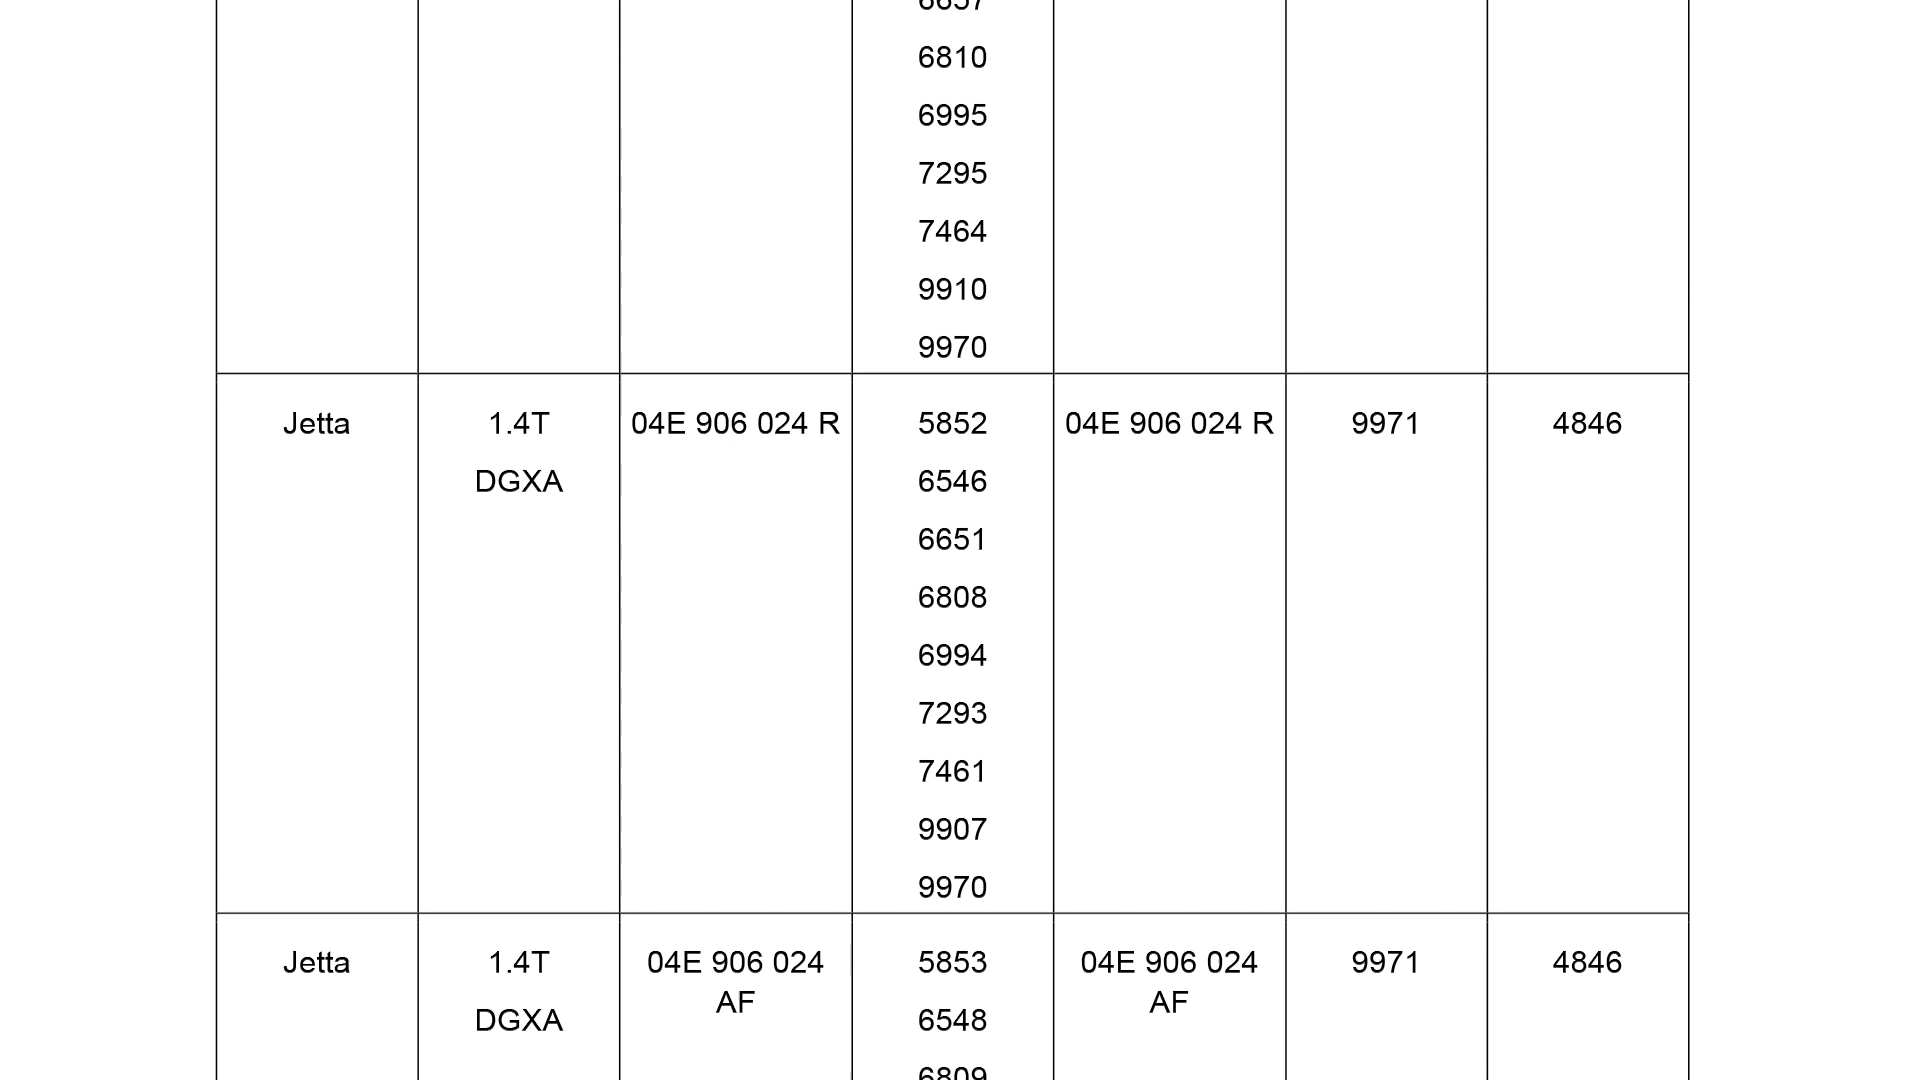 6657
6810
6995
7295
7464
9910
9970
Jetta
1.4T
DGXA
04E 906 024 R
5852
6546
6651
6808
6994
7293
7461
9907
9970
04E 906 024 R
9971
4846
Jetta
1.4T
DGXA
04E 906 024
AF
5853
6548
6809
04E 906 024
AF
9971
4846